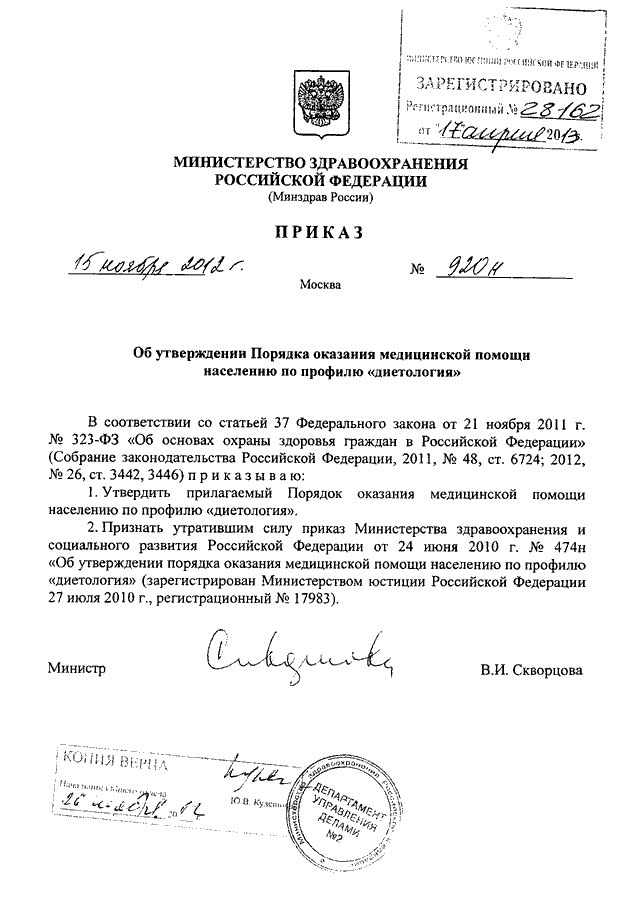 МИНИСТЕРСТВО ЮСТИЦИИ РОССИЙСКОЙ ФЕДЕРАЦИИ
ЗАРЕГИСТРИРОВАНО
Регистрационный № 28162
от "17 апреля 2013.
МИНИСТЕРСТВО ЗДРАВООХРАНЕНИЯ
РОССИЙСКОЙ ФЕДЕРАЦИИ
(Минздрав России)
ПРИКАЗ
15 ноября 2012 г.
№ 920н
Москва
Об утверждении Порядка оказания медицинской помощи
населению по профилю «диетология»
В соответствии со статьей 37 Федерального закона от 21 ноября 2011 г.
№ 323-ФЗ «Об основах охраны здоровья граждан в Российской Федерации»
(Собрание законодательства Российской Федерации, 2011, № 48, ст. 6724; 2012,
№ 26, ст. 3442, 3446) п р и к а з ы в а ю:
1. Утвердить прилагаемый Порядок оказания медицинской помощи
населению по профилю «диетология».
2. Признать утратившим силу приказ Министерства здравоохранения и
социального развития Российской Федерации от 24 июня 2010 г. № 474н
«Об утверждении порядка оказания медицинской помощи населению по профилю
«диетология» (зарегистрирован Министерством юстиции Российской Федерации
27 июля 2010 г., регистрационный № 17983).
Министр
В.И. Скворцова
КОПИЯ ВЕРНА
Ю.В.
26 ноября 2012
Министерство здравоохранения Российской Федерации
ДЕПАРТАМЕНТ
УПРАВЛЕНИЯ
ДЕЛАМИ
№2